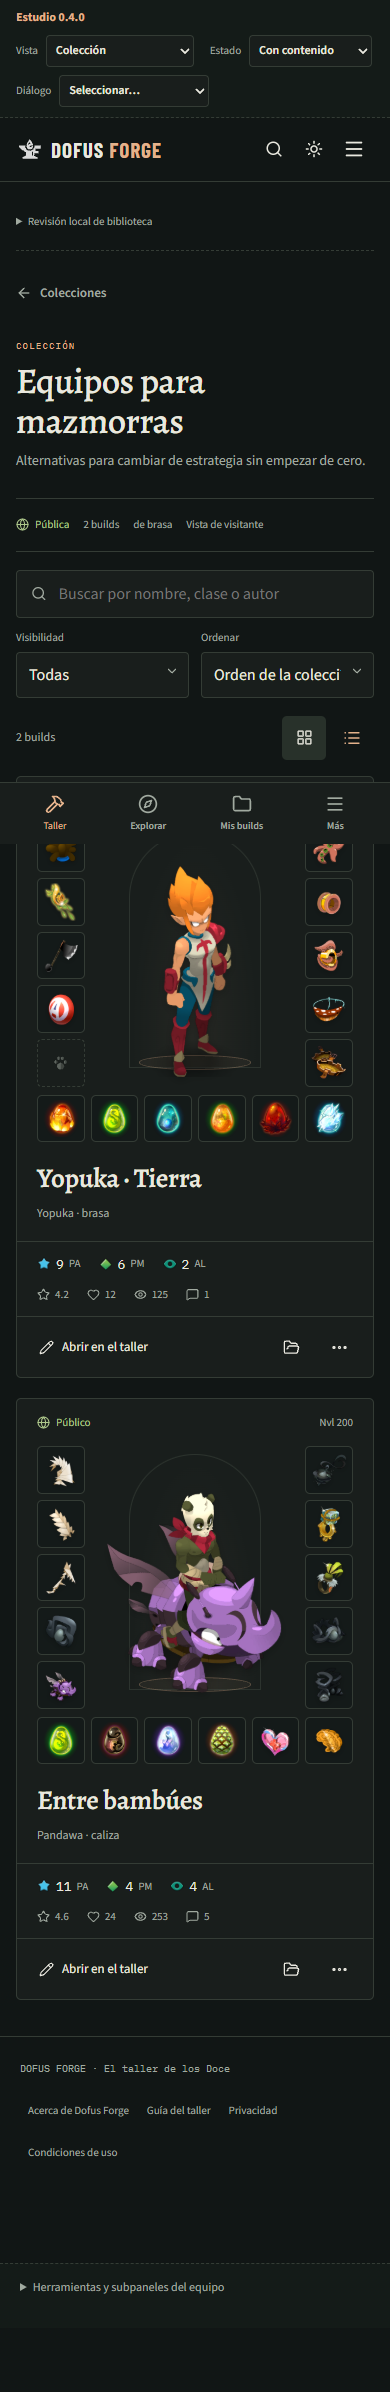 Estudio 0.4.0
Vista Colección Estado Con contenido
Diálogo Seleccionar...
DOFUS FORGE
Revisión local de biblioteca
Colecciones
COLECCIÓN
Equipos para
mazmorras
Alternativas para cambiar de estrategia sin empezar de cero.
Pública 2 builds de brasa Vista de visitante
Buscar por nombre, clase o autor
Visibilidad Ordenar
Todas Orden de la colecci
2 builds
Taller Explorar Mis builds Más
Yopuka · Tierra
Yopuka · brasa
9 PA 6 PM 2 AL
4.2 12 125 1
Abrir en el taller
Público Nvl 200
Entre bambúes
Pandawa · caliza
11 PA 4 PM 4 AL
4.6 24 253 5
Abrir en el taller
DOFUS FORGE · El taller de los Doce
Acerca de Dofus Forge Guía del taller Privacidad
Condiciones de uso
Herramientas y subpaneles del equipo